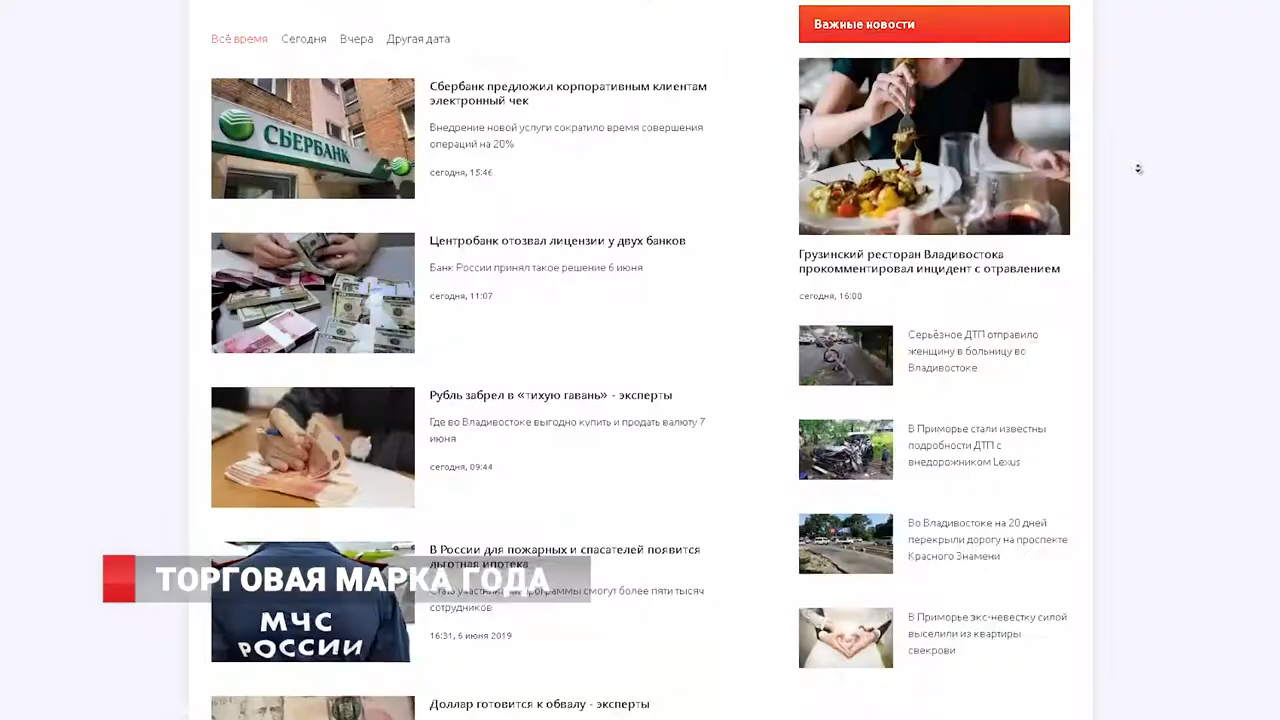 Всё время Сегодня Вчера Другая дата
СБЕРБАНК
Сбербанк предложил корпоративным клиентам
электронный чек
Внедрение новой услуги сократило время совершения
операций на 20%
сегодня, 15:46
Центробанк отозвал лицензии у двух банков
Банк России принял такое решение 6 июня
сегодня, 11:07
Рубль забрел в «тихую гавань» - эксперты
Где во Владивостоке выгодно купить и продать валюту 7
июня
сегодня, 09:44
В России для пожарных и спасателей появится
льготная ипотека
смогут более пяти тысяч
сотрудников
16:31, 6 июня 2019
МЧС
РОССИИ
ТОРГОВАЯ МАРКА ГОДА
Доллар готовится к обвалу - эксперты
Важные новости
Грузинский ресторан Владивостока
прокомментировал инцидент с отравлением
сегодня, 16:00
Серьёзное ДТП отправило
женщину в больницу во
Владивостоке
В Приморье стали известны
подробности ДТП с
внедорожником Lexus
Во Владивостоке на 20 дней
перекрыли дорогу на проспекте
Красного Знамени
В Приморье экс-невестку силой
выселили из квартиры
свекрови